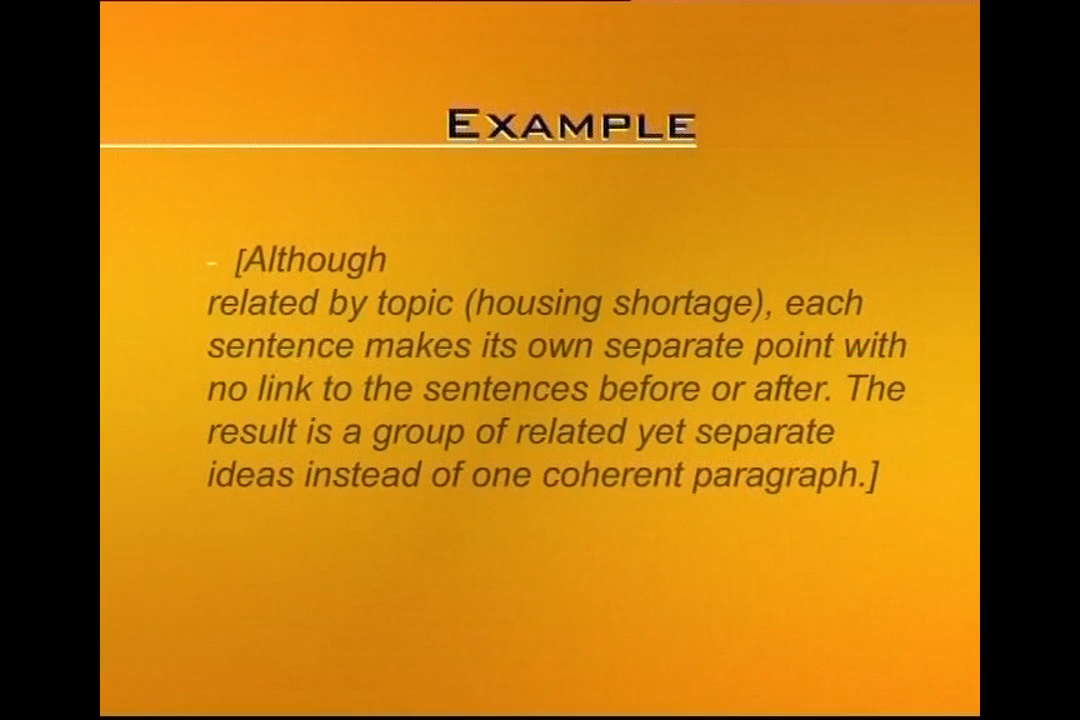 EXAMPLE
- [Although
related by topic (housing shortage), each
sentence makes its own separate point with
no link to the sentences before or after. The
result is a group of related yet separate
ideas instead of one coherent paragraph.]